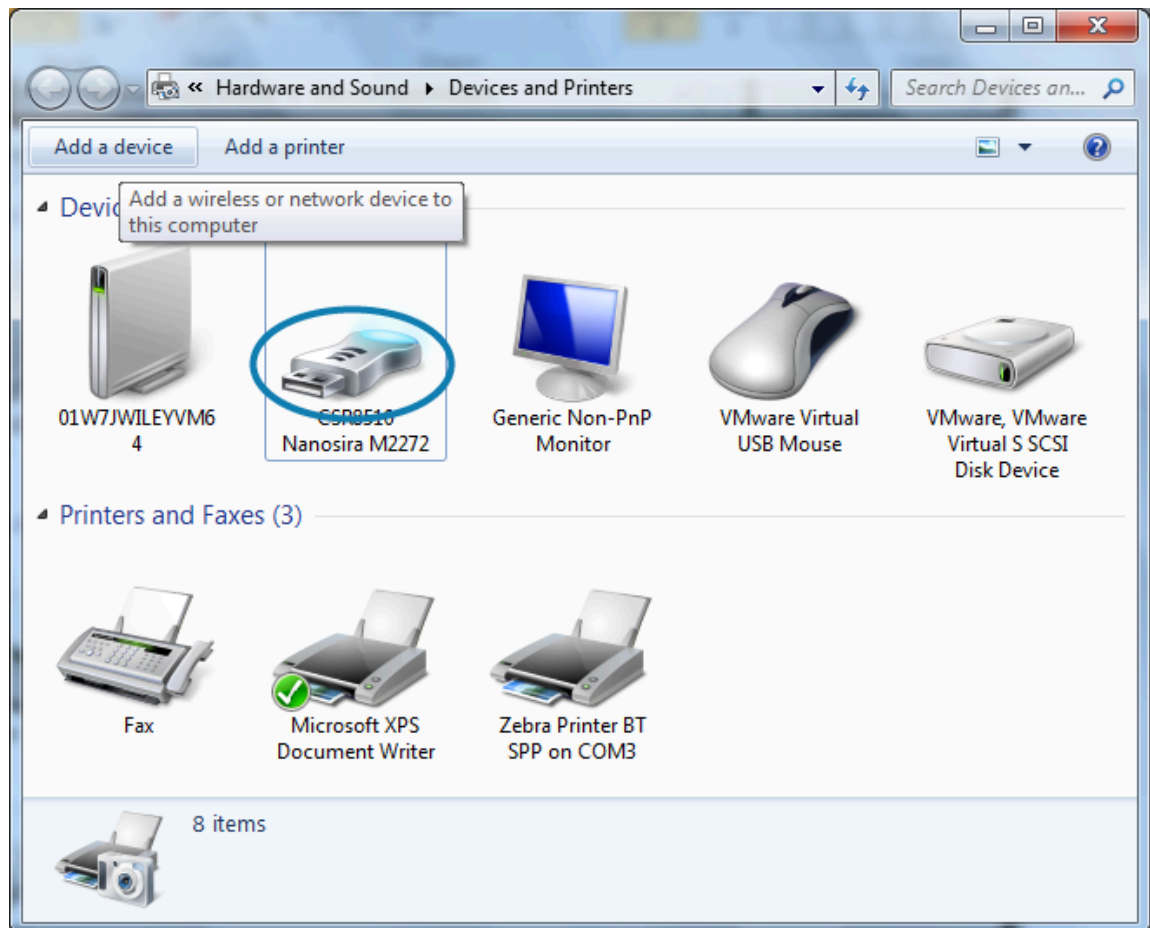 « Hardware and Sound ▸ Devices and Printers
Search Devices an...
Add a device
Add a printer
Add a wireless or network device to
this computer
Devic
01W7JWILEYVM6
4
CSR8510
Nanosira M2272
Generic Non-PnP
Monitor
VMware Virtual
USB Mouse
VMware, VMware
Virtual S SCSI
Disk Device
Printers and Faxes (3)
Fax
Microsoft XPS
Document Writer
Zebra Printer BT
SPP on COM3
8 items